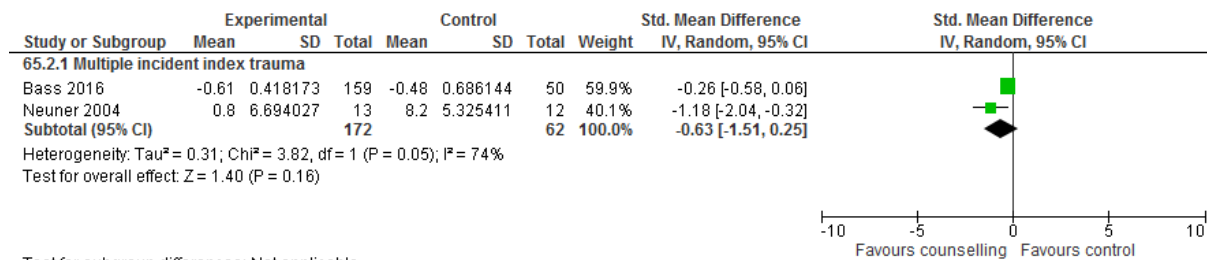 Experimental Control Std. Mean Difference Std. Mean Difference
Study or Subgroup Mean SD Total Mean SD Total Weight IV, Random, 95% CI IV, Random, 95% CI
65.2.1 Multiple incident index trauma
Bass 2016 -0.61 0.418173 159 -0.48 0.686144 50 59.9% -0.26 [-0.58, 0.06]
Neuner 2004 0.8 6.694027 13 8.2 5.325411 12 40.1% -1.18 [-2.04, -0.32]
Subtotal (95% CI) 172 62 100.0% -0.63 [-1.51, 0.25]
Heterogeneity: Tau² = 0.31; Chi² = 3.82, df = 1 (P = 0.05); I² = 74%
Test for overall effect: Z = 1.40 (P = 0.16)
-10 -5 0 5 10
Favours counselling Favours control